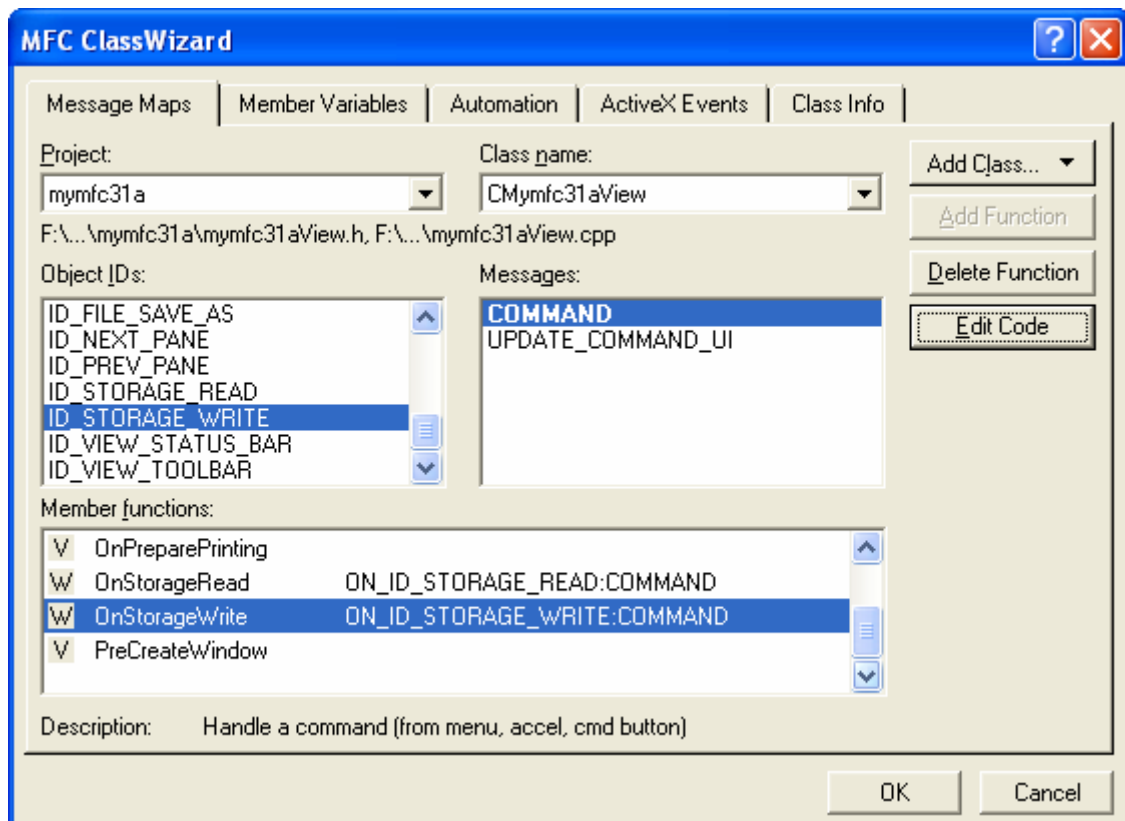 MFC ClassWizard
Message Maps Member Variables Automation ActiveX Events Class Info
Project: Class name:
Add Class...
mymfc31a CMymfc31aView
Add Function
F:\...\mymfc31a\mymfc31aView.h, F:\...\mymfc31aView.cpp
Object IDs: Messages:
Delete Function
ID_FILE_SAVE_AS COMMAND
ID_NEXT_PANE UPDATE_COMMAND_UI
Edit Code
ID_PREV_PANE
ID_STORAGE_READ
ID_STORAGE_WRITE
ID_VIEW_STATUS_BAR
ID_VIEW_TOOLBAR
Member functions:
V OnPreparePrinting
W OnStorageRead ON_ID_STORAGE_READ:COMMAND
W OnStorageWrite ON_ID_STORAGE_WRITE:COMMAND
V PreCreateWindow
Description: Handle a command (from menu, accel, cmd button)
OK Cancel